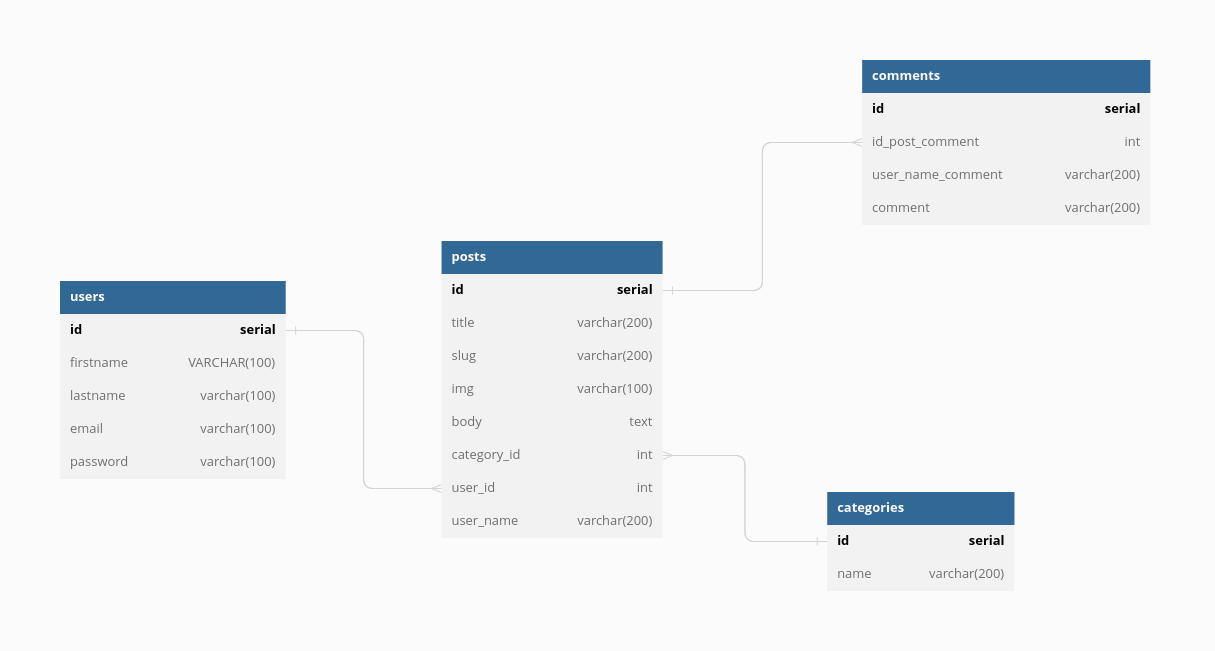 comments
id serial
id_post_comment int
user_name_comment varchar(200)
comment varchar(200)
posts
id serial
title varchar(200)
slug varchar(200)
img varchar(100)
body text
category_id int
user_id int
user_name varchar(200)
users
id serial
firstname VARCHAR(100)
lastname varchar(100)
email varchar(100)
password varchar(100)
categories
id serial
name varchar(200)